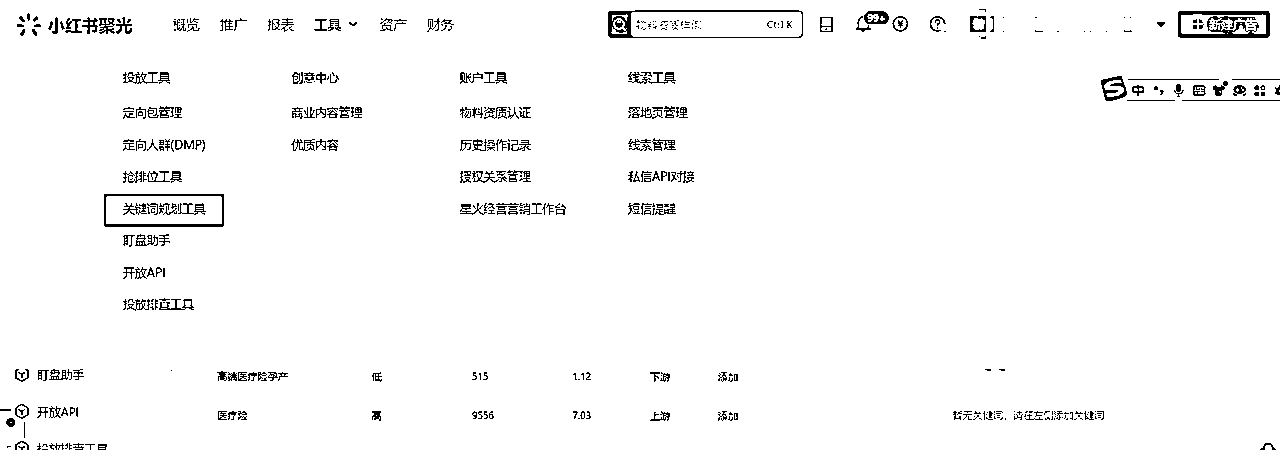 小红书聚光 概览 推广 报表 工具 资产 财务 Ctrl K 99+ 新建广告
投放工具 创意中心 账户工具 线索工具
中
定向包管理 商业内容管理 物料资质认证 落地页管理
定向人群(DMP) 优质内容 历史操作记录 线索管理
抢排位工具 授权关系管理 私信API对接
关键词规划工具 星火经营营销工作台 短信提醒
盯盘助手
开放API
投放排查工具
盯盘助手 高端医疗险孕产 低 515 1.12 下游 添加
开放API 医疗险 高 9556 7.03 上游 添加 暂无关键词，请在左侧添加关键词
投放排查工具